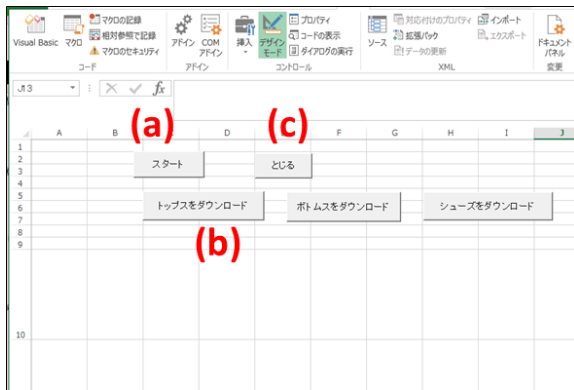 Visual Basic マクロ
マクロの記録
相対参照で記録
マクロのセキュリティ
コード
アドイン COM アドイン
アドイン
挿入 デザイン モード
プロパティ
コードの表示
ダイアログの実行
コントロール
ソース
対応付けのプロパティ
拡張パック
データの更新
インポート
エクスポート
XML
ドキュメント パネル
変更
J13
fx
(a) (c)
A B D F G H I J
1
2
スタート とじる
3
4
5
トップスをダウンロード ボトムスをダウンロード シューズをダウンロード
6
7
(b)
8
9
10